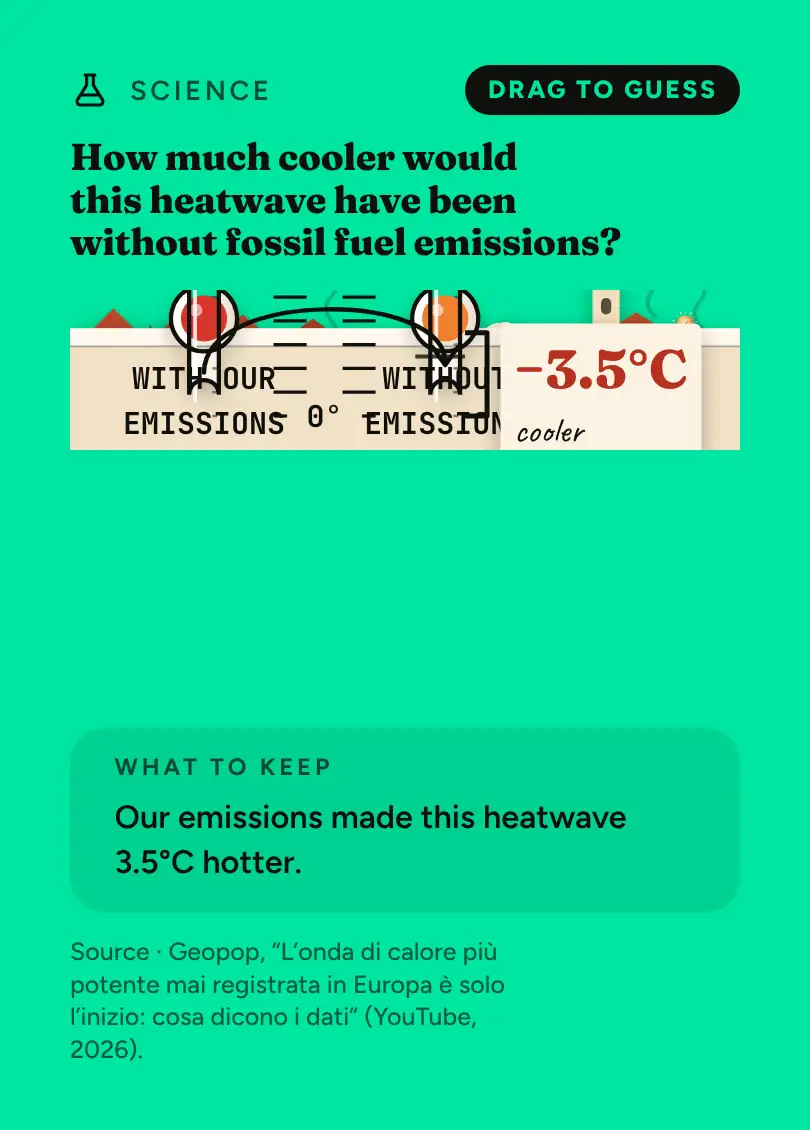 SCIENCE
DRAG TO GUESS
How much cooler would
this heatwave have been
without fossil fuel emissions?
WITH OUR
EMISSIONS
0°
WITHOUT
EMISSION
−3.5°C
cooler
WHAT TO KEEP
Our emissions made this heatwave
3.5°C hotter.
Source · Geopop, “L’onda di calore più
potente mai registrata in Europa è solo
l’inizio: cosa dicono i dati” (YouTube,
2026).